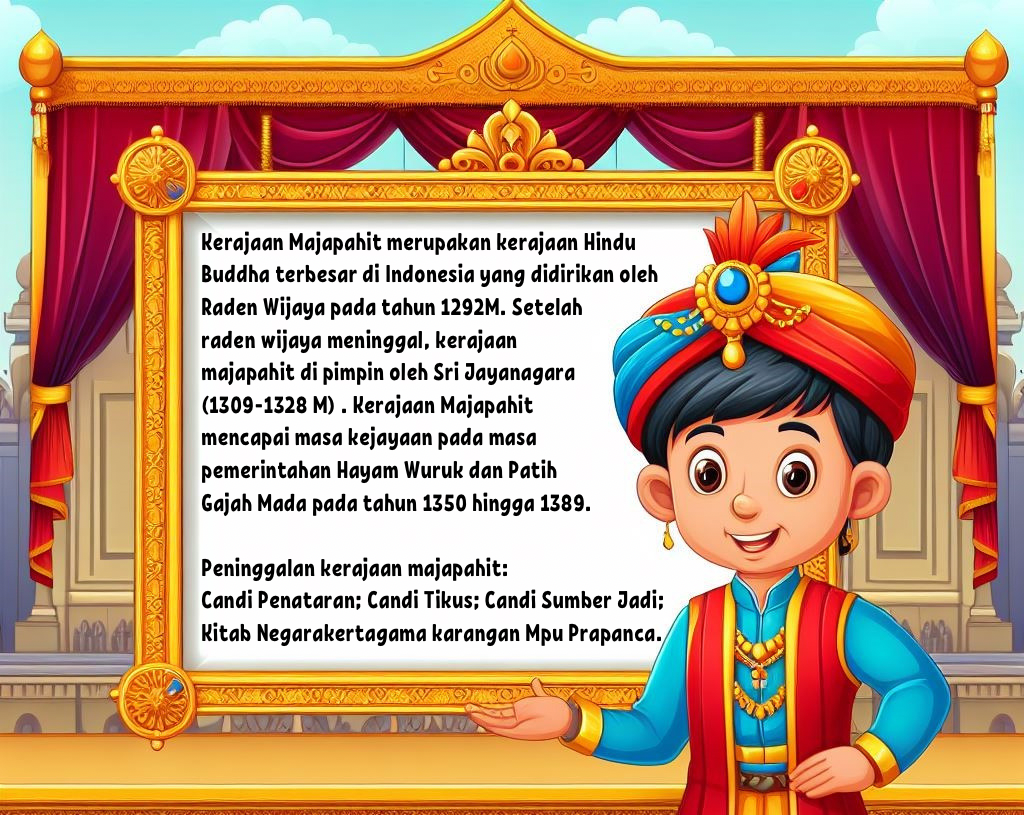 Kerajaan Majapahit merupakan kerajaan Hindu
Buddha terbesar di Indonesia yang didirikan oleh
Raden Wijaya pada tahun 1292M. Setelah
raden wijaya meninggal, kerajaan
majapahit di pimpin oleh Sri Jayanagara
(1309-1328 M) . Kerajaan Majapahit
mencapai masa kejayaan pada masa
pemerintahan Hayam Wuruk dan Patih
Gajah Mada pada tahun 1350 hingga 1389.
Peninggalan kerajaan majapahit:
Candi Penataran; Candi Tikus; Candi Sumber Jadi;
Kitab Negarakertagama karangan Mpu Prapanca.